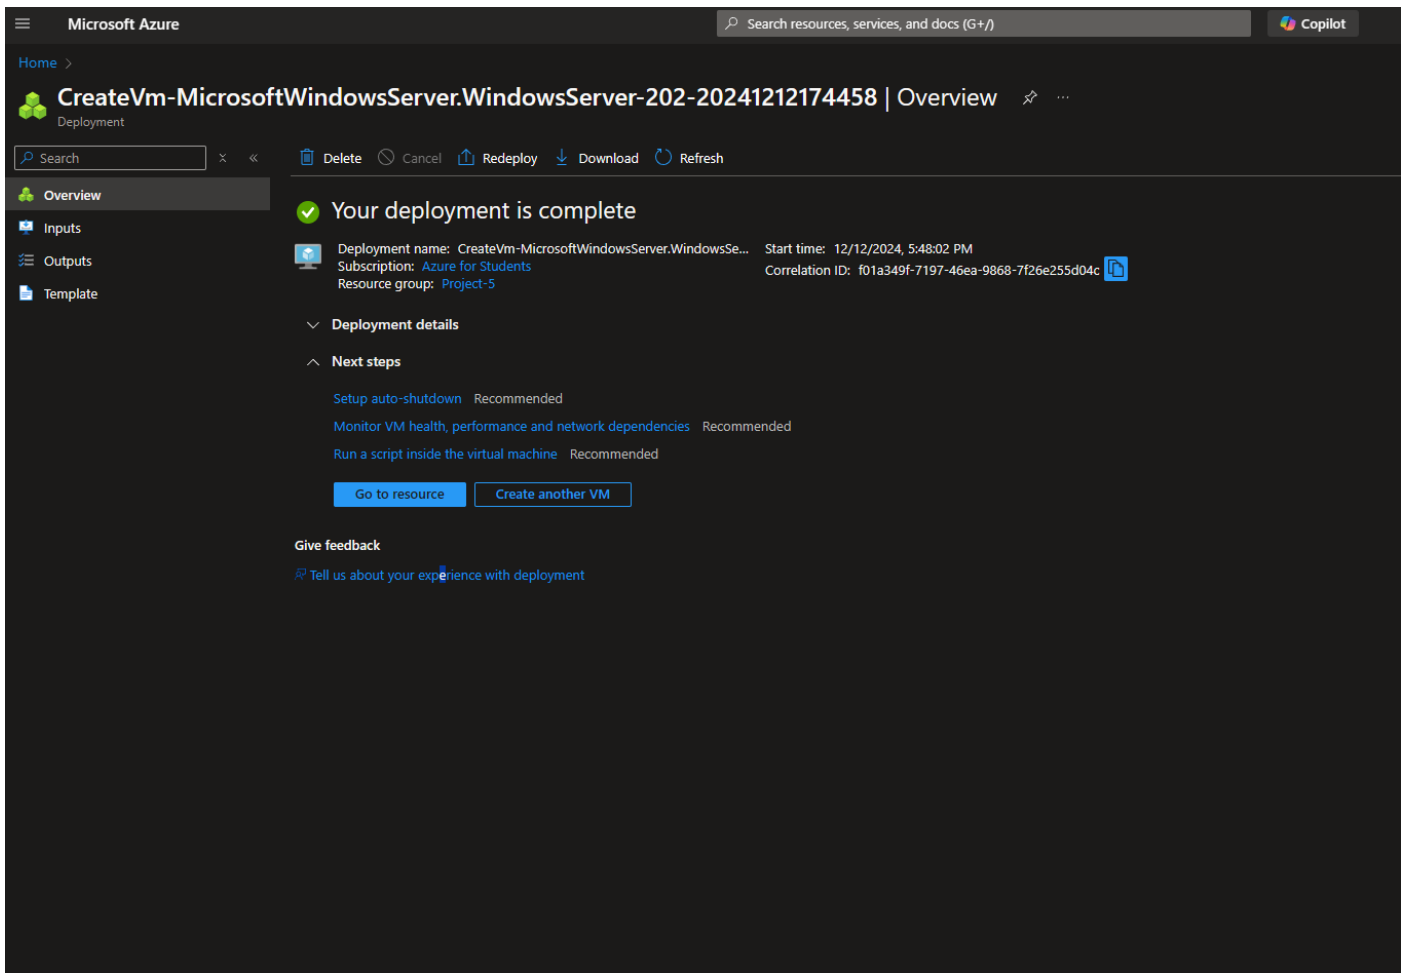 Microsoft Azure
Search resources, services, and docs (G+/)
Copilot
Home >
CreateVm-MicrosoftWindowsServer.WindowsServer-202-20241212174458 | Overview
Deployment
Search
Delete Cancel Redeploy Download Refresh
Overview
Inputs
Outputs
Template
Your deployment is complete
Deployment name: CreateVm-MicrosoftWindowsServer.WindowsSe...
Subscription: Azure for Students
Resource group: Project-5
Start time: 12/12/2024, 5:48:02 PM
Correlation ID: f01a349f-7197-46ea-9868-7f26e255d04c
Deployment details
Next steps
Setup auto-shutdown Recommended
Monitor VM health, performance and network dependencies Recommended
Run a script inside the virtual machine Recommended
Go to resource
Create another VM
Give feedback
Tell us about your experience with deployment